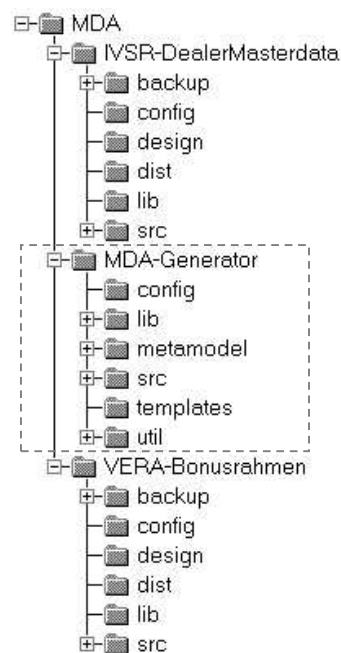 MDA
IVSR-DealerMasterdata
backup
config
design
dist
lib
src
MDA-Generator
config
lib
metamodel
src
templates
util
VERA-Bonusrahmen
backup
config
design
dist
lib
src